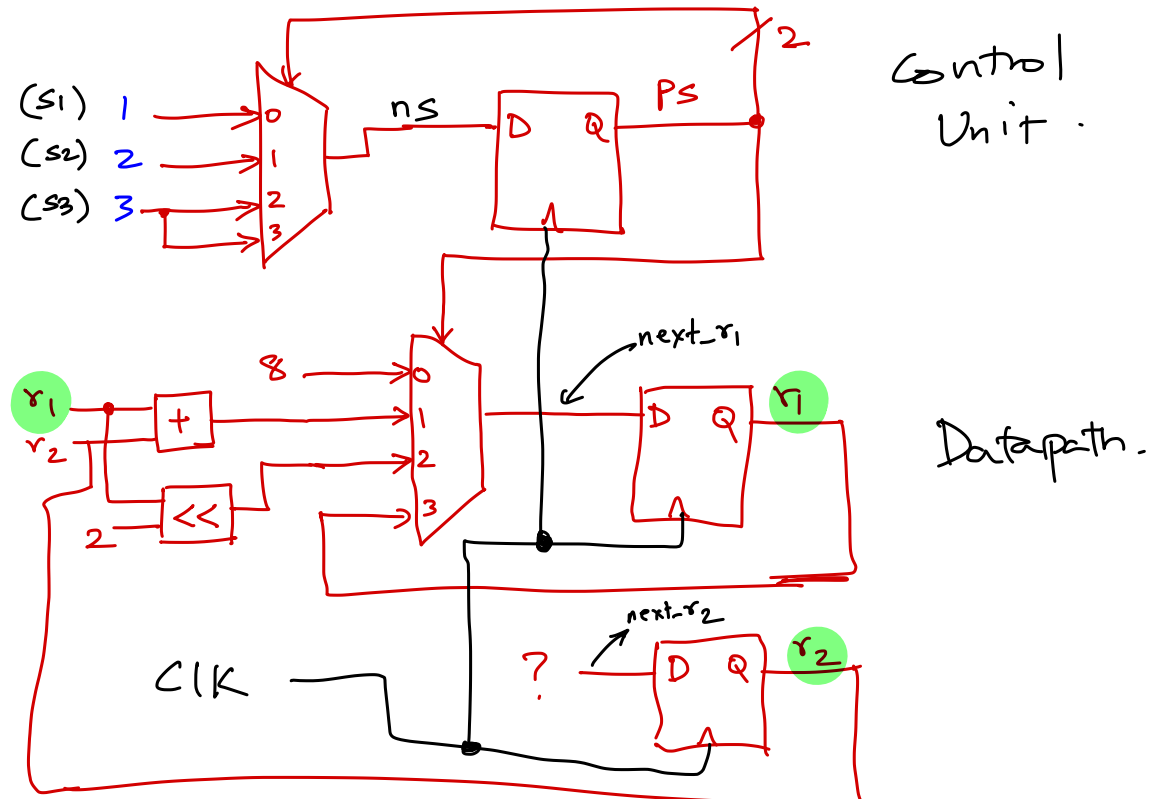 2
Control
Unit.
(S1) 1
0
ns
D Q
PS
(S2) 2
1
(S3) 3
2
3
next_r1
8
0
r1
+
1
D Q
r1
r2
2
Datapath.
<<
3
2
next_r2
?
D Q
r2
CLK